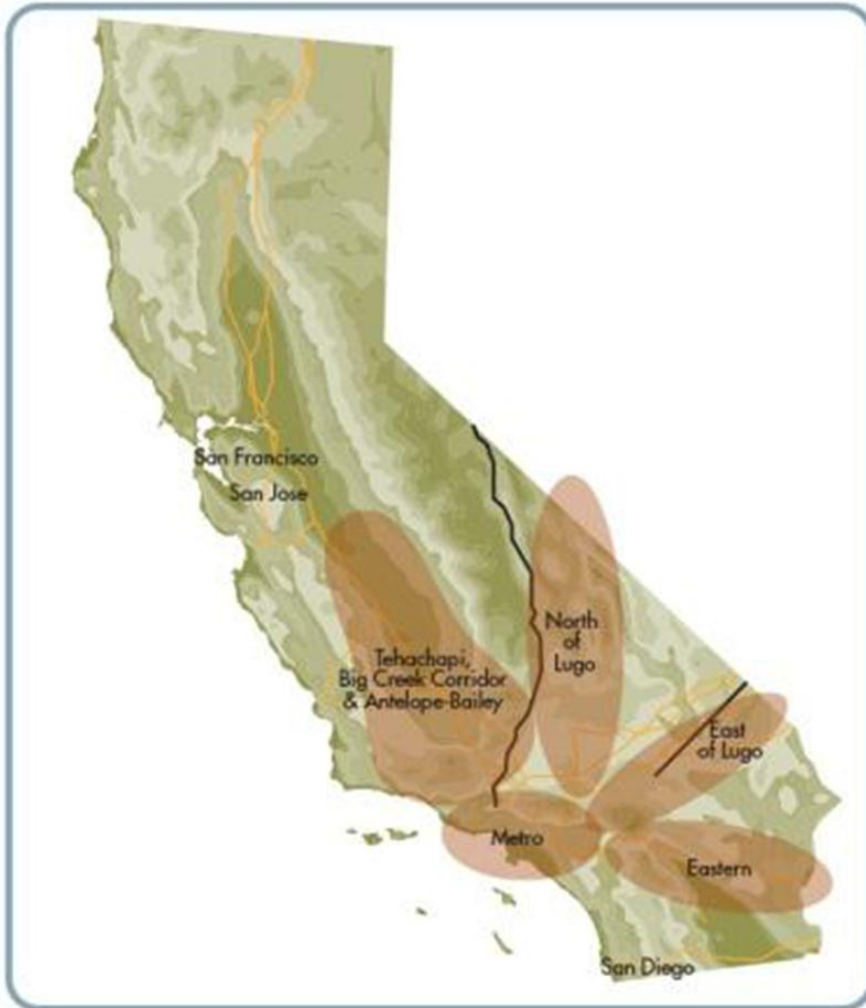 San Francisco
San Jose
North
of
Lugo
Tehachapi,
Big Creek Corridor
& Antelope-Bailey
East
of Lugo
Metro
Eastern
San Diego